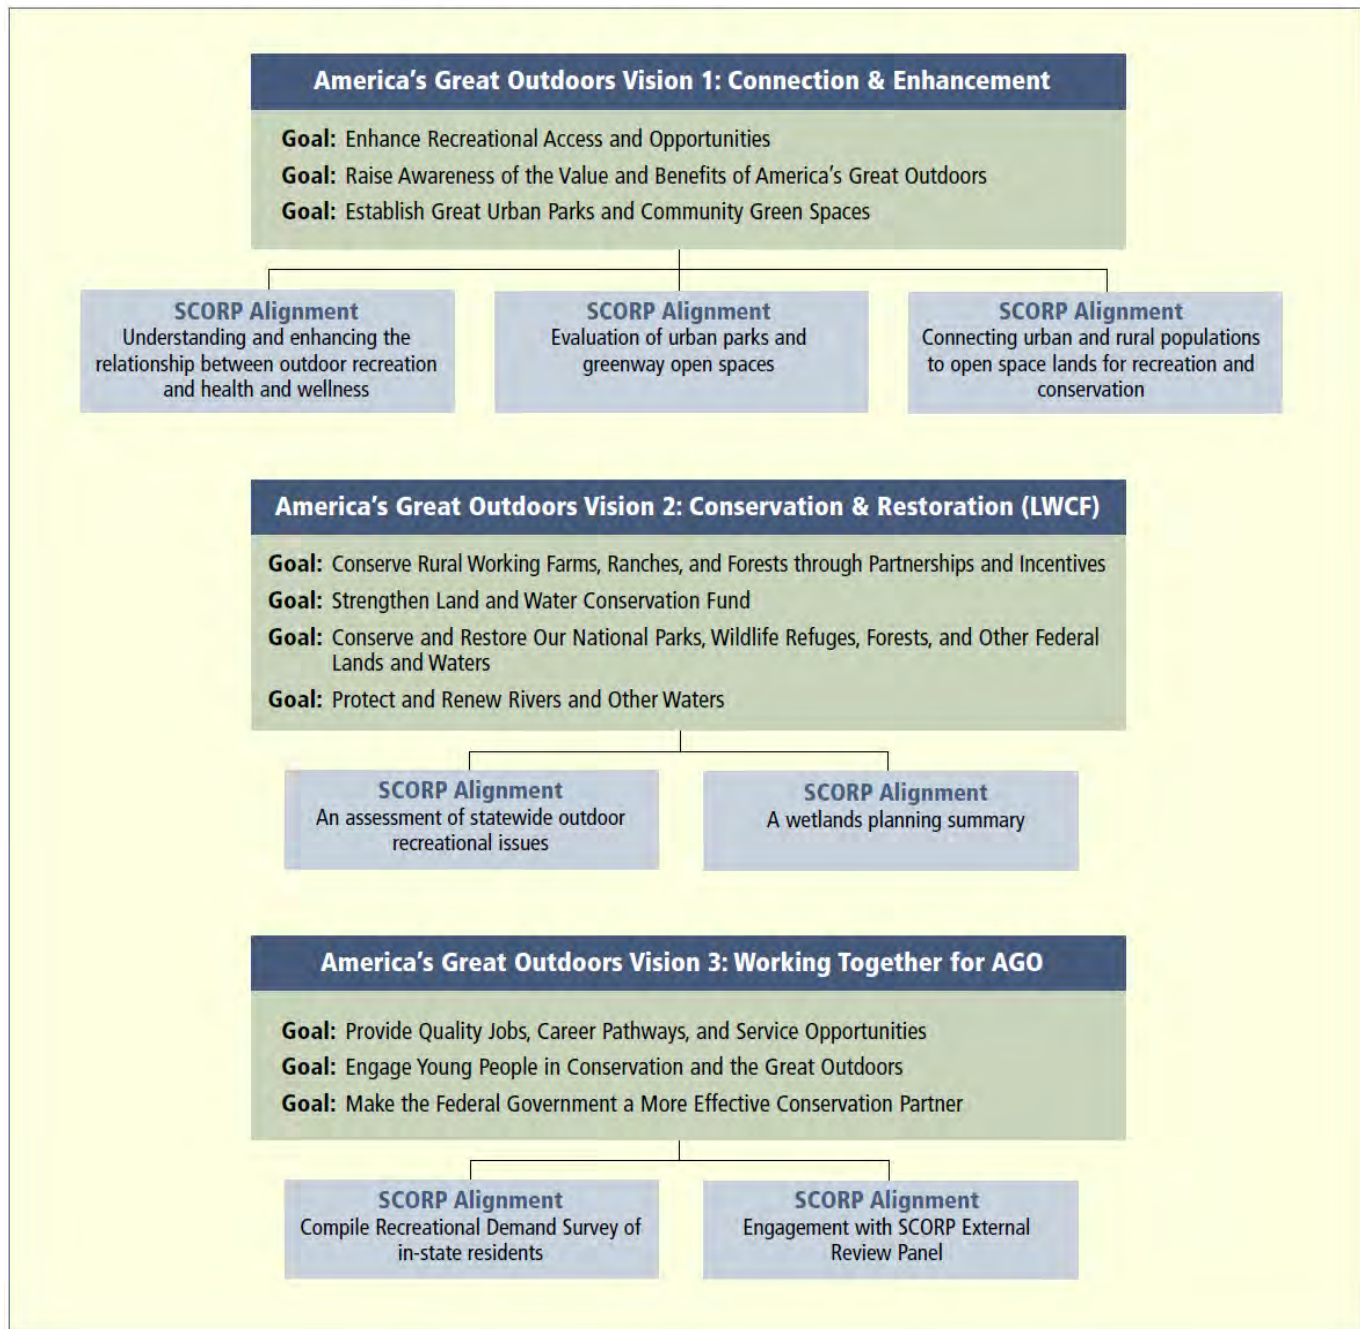 America's Great Outdoors Vision 1: Connection & Enhancement
Goal: Enhance Recreational Access and Opportunities
Goal: Raise Awareness of the Value and Benefits of America's Great Outdoors
Goal: Establish Great Urban Parks and Community Green Spaces
SCORP Alignment
Understanding and enhancing the
relationship between outdoor recreation
and health and wellness
SCORP Alignment
Evaluation of urban parks and
greenway open spaces
SCORP Alignment
Connecting urban and rural populations
to open space lands for recreation and
conservation
America's Great Outdoors Vision 2: Conservation & Restoration (LWCF)
Goal: Conserve Rural Working Farms, Ranches, and Forests through Partnerships and Incentives
Goal: Strengthen Land and Water Conservation Fund
Goal: Conserve and Restore Our National Parks, Wildlife Refuges, Forests, and Other Federal
Lands and Waters
Goal: Protect and Renew Rivers and Other Waters
SCORP Alignment
An assessment of statewide outdoor
recreational issues
SCORP Alignment
A wetlands planning summary
America's Great Outdoors Vision 3: Working Together for AGO
Goal: Provide Quality Jobs, Career Pathways, and Service Opportunities
Goal: Engage Young People in Conservation and the Great Outdoors
Goal: Make the Federal Government a More Effective Conservation Partner
SCORP Alignment
Compile Recreational Demand Survey of
in-state residents
SCORP Alignment
Engagement with SCORP External
Review Panel